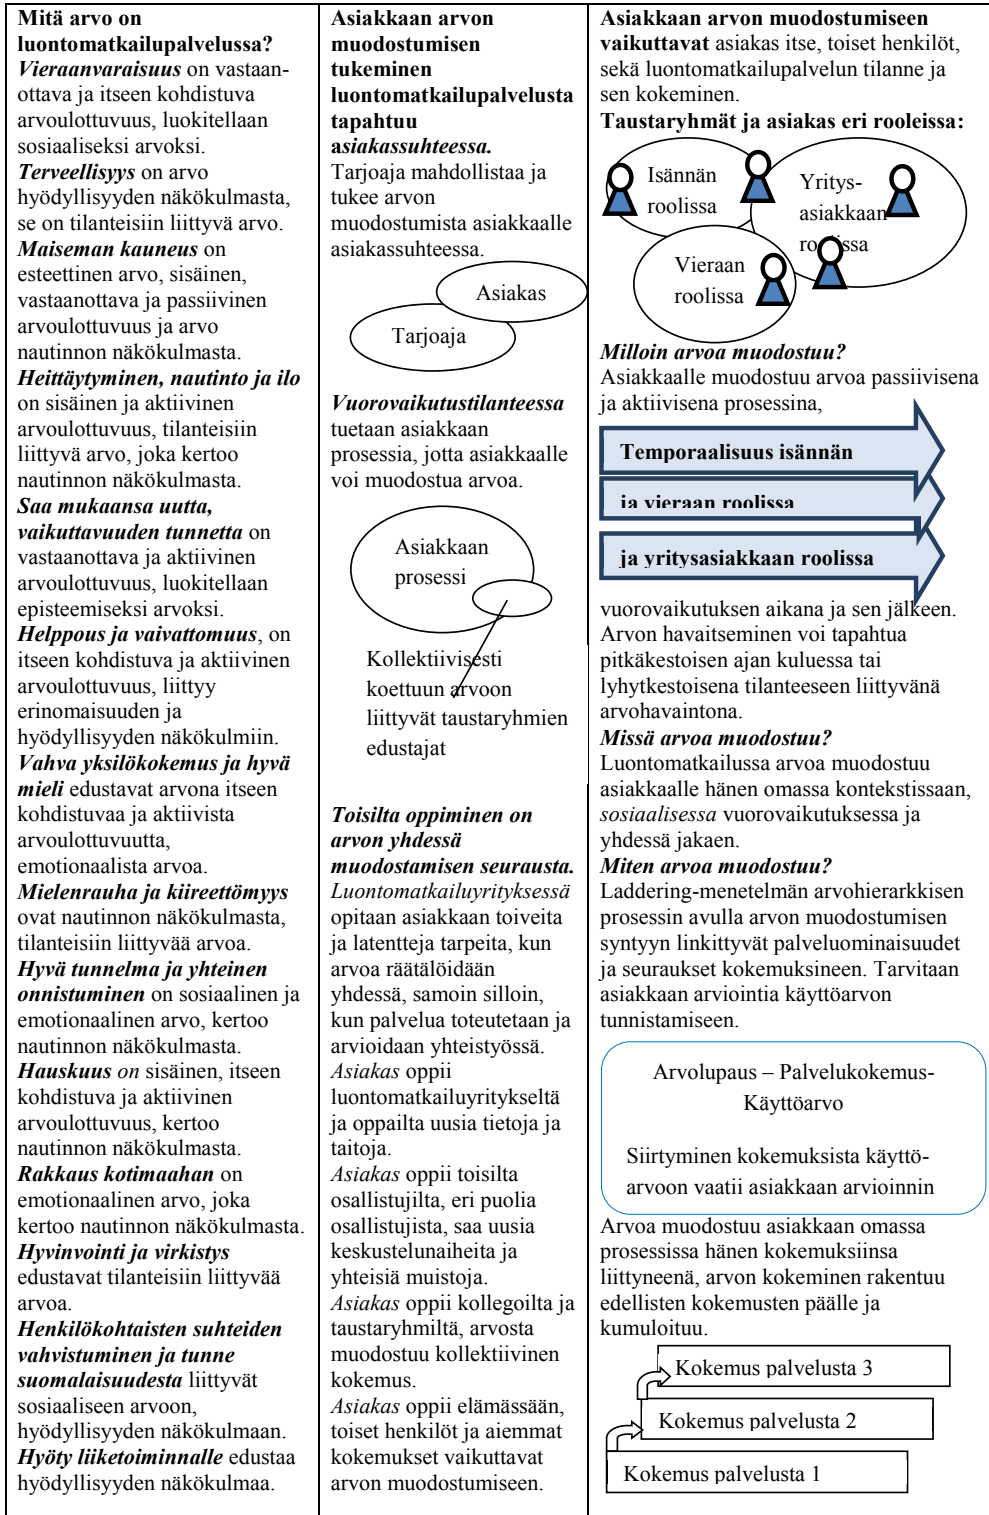 Mitä arvo on
luontomatkailupalvelussa?
Vieraanvaraisuus on vastaan-
ottava ja itseen kohdistuva
arvoulottuvuus, luokitellaan
sosiaaliseksi arvoksi.
Terveellisyys on arvo
hyödyllisyyden näkökulmasta,
se on tilanteisiin liittyvä arvo.
Maiseman kauneus on
esteettinen arvo, sisäinen,
vastaanottava ja passiivinen
arvoulottuvuus ja arvo
nautinnon näkökulmasta.
Heittäytyminen, nautinto ja ilo
on sisäinen ja aktiivinen
arvoulottuvuus, tilanteisiin
liittyvä arvo, joka kertoo
nautinnon näkökulmasta.
Saa mukaansa uutta,
vaikuttavuuden tunnetta on
vastaanottava ja aktiivinen
arvoulottuvuus, luokitellaan
episteemiseksi arvoksi.
Helppous ja vaivattomuus, on
itseen kohdistuva ja aktiivinen
arvoulottuvuus, liittyy
erinomaisuuden ja
hyödyllisyyden näkökulmiin.
Vahva yksilökokemus ja hyvä
mieli edustavat arvona itseen
kohdistuvaa ja aktiivista
arvoulottuvuutta,
emotionaalista arvoa.
Mielenrauha ja kiireettömyys
ovat nautinnon näkökulmasta,
tilanteisiin liittyvää arvoa.
Hyvä tunnelma ja yhteinen
onnistuminen on sosiaalinen ja
emotionaalinen arvo, kertoo
nautinnon näkökulmasta.
Hauskuus on sisäinen, itseen
kohdistuva ja aktiivinen
arvoulottuvuus, kertoo
nautinnon näkökulmasta.
Rakkaus kotimaahan on
emotionaalinen arvo, joka
kertoo nautinnon näkökulmasta.
Hyvinvointi ja virkistys
edustavat tilanteisiin liittyvää
arvoa.
Henkilökohtaisten suhteiden
vahvistuminen ja tunne
suomalaisuudesta liittyvät
sosiaaliseen arvoon,
hyödyllisyyden näkökulmaan.
Hyöty liiketoiminnalle edustaa
hyödyllisyyden näkökulmaa.
Asiakkaan arvon
muodostumisen
tukeminen
luontomatkailupalvelusta
tapahtuu
asiakassuhteessa.
Tarjoaja mahdollistaa ja
tukee arvon
muodostumista asiakkaalle
asiakassuhteessa.
Asiakas
Tarjoaja
Vuorovaikutustilanteessa
tuetaan asiakkaan
prosessia, jotta asiakkaalle
voi muodostua arvoa.
Asiakkaan
prosessi
Kollektiivisesti
koettuun arvoon
liittyvät taustaryhmien
edustajat
Toisilta oppiminen on
arvon yhdessä
muodostamisen seurausta.
Luontomatkailuyrityksessä
opitaan asiakkaan toiveita
ja latentteja tarpeita, kun
arvoa räätälöidään
yhdessä, samoin silloin,
kun palvelua toteutetaan ja
arvioidaan yhteistyössä.
Asiakas oppii
luontomatkailuyritykseltä
ja oppailta uusia tietoja ja
taitoja.
Asiakas oppii toisilta
osallistujilta, eri puolia
osallistujista, saa uusia
keskustelunaiheita ja
yhteisiä muistoja.
Asiakas oppii kollegoilta ja
taustaryhmiltä, arvosta
muodostuu kollektiivinen
kokemus.
Asiakas oppii elämässään,
toiset henkilöt ja aiemmat
kokemukset vaikuttavat
arvon muodostumiseen.
Asiakkaan arvon muodostumiseen
vaikuttavat asiakas itse, toiset henkilöt,
sekä luontomatkailupalvelun tilanne ja
sen kokeminen.
Taustaryhmät ja asiakas eri rooleissa:
Isännän
roolissa
Yritys-
asiakkaan
roolissa
Vieraan
roolissa
Milloin arvoa muodostuu?
Asiakkaalle muodostuu arvoa passiivisena
ja aktiivisena prosessina,
Temporaalisuus isännän
ja vieraan roolissa
ja yritysasiakkaan roolissa
vuorovaikutuksen aikana ja sen jälkeen.
Arvon havaitseminen voi tapahtua
pitkäkestoisen ajan kuluessa tai
lyhytkestoisena tilanteeseen liittyvänä
arvohavaintona.
Missä arvoa muodostuu?
Luontomatkailussa arvoa muodostuu
asiakkaalle hänen omassa kontekstissaan,
sosiaalisessa vuorovaikutuksessa ja
yhdessä jakaen.
Miten arvoa muodostuu?
Laddering-menetelmän arvohierarkkisen
prosessin avulla arvon muodostumisen
syntyyn linkittyvät palveluominaisuudet
ja seuraukset kokemuksineen. Tarvitaan
asiakkaan arviointia käyttöarvon
tunnistamiseen.
Arvolupaus – Palvelukokemus-
Käyttöarvo
Siirtyminen kokemuksista käyttö-
arvoon vaatii asiakkaan arvioinnin
Arvoa muodostuu asiakkaan omassa
prosessissa hänen kokemuksiinsa
liittyneenä, arvon kokeminen rakentuu
edellisten kokemusten päälle ja
kumuloituu.
Kokemus palvelusta 3
Kokemus palvelusta 2
Kokemus palvelusta 1